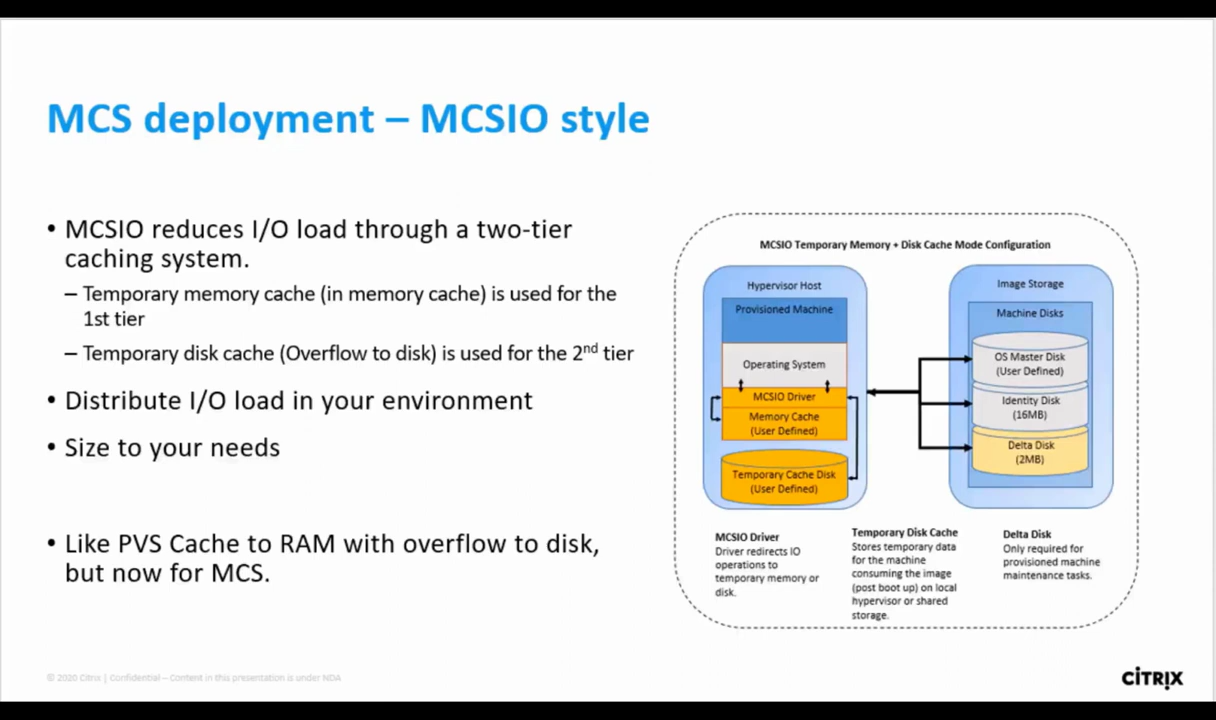 MCS deployment – MCSIO style
• MCSIO reduces I/O load through a two-tier
caching system.
– Temporary memory cache (in memory cache) is used for the
1st tier
– Temporary disk cache (Overflow to disk) is used for the 2nd tier
• Distribute I/O load in your environment
• Size to your needs
• Like PVS Cache to RAM with overflow to disk,
but now for MCS.
MCSIO Temporary Memory + Disk Cache Mode Configuration
Hypervisor Host
Provisioned Machine
Operating System
MCSIO Driver
Memory Cache
(User Defined)
Temporary Cache Disk
(User Defined)
Image Storage
Machine Disks
OS Master Disk
(User Defined)
Identity Disk
(16MB)
Delta Disk
(2MB)
MCSIO Driver
Driver redirects IO
operations to
temporary memory or
disk.
Temporary Disk Cache
Stores temporary data
for the machine
consuming the image
(post boot up) on local
hypervisor or shared
storage.
Delta Disk
Only required for
provisioned machine
maintenance tasks.
© 2020 Citrix | Confidential – Content in this presentation is under NDA
CITRIX